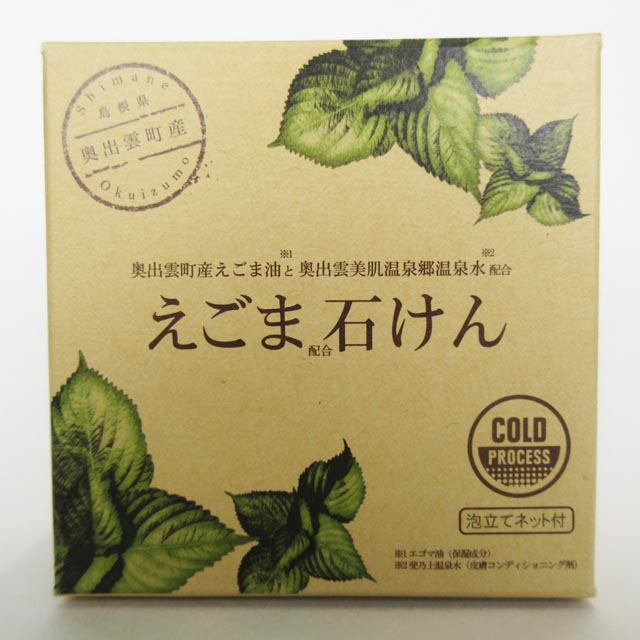 Shimane
島根県
奥出雲町産
Okuizumo
※1 ※2
奥出雲町産えごま油と奥出雲美肌温泉郷温泉水配合
えごま配合石けん
COLD
PROCESS
泡立てネット付
※1 エゴマ油（保湿成分）
※2 斐乃上温泉水（皮膚コンディショニング剤）